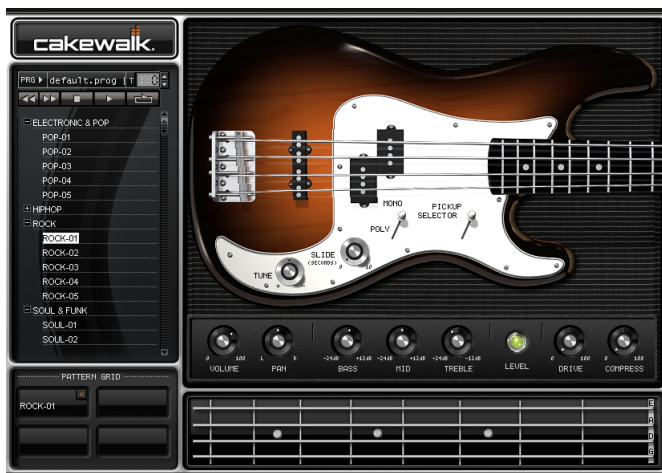 cakewalk.
PRG default.prog T
ELECTRONIC & POP
POP-01
POP-02
POP-03
POP-04
POP-05
HIPHOP
ROCK
ROCK-01
ROCK-02
ROCK-03
ROCK-04
ROCK-05
SOUL & FUNK
SOUL-01
SOUL-02
PATTERN GRID
ROCK-01
X
MONO
POLY
PICKUP
SELECTOR
SLIDE
(SECONDS)
0 10
TUNE
- +
0 100
VOLUME
L R
PAN
-24dB +12dB
BASS
-24dB +12dB
MID
-24dB +12dB
TREBLE
LEVEL
0 100
DRIVE
0 100
COMPRESS
E
A
D
G